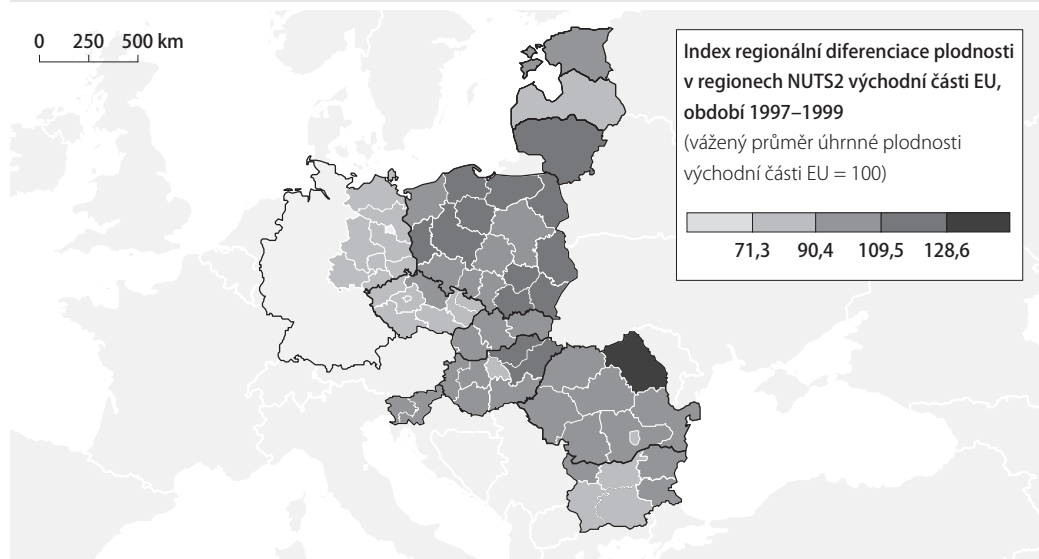 0 250 500 km
Index regionální diferenciace plodnosti
v regionech NUTS2 východní části EU,
období 1997–1999
(vážený průměr úhrnné plodnosti
východní části EU = 100)
71,3 90,4 109,5 128,6